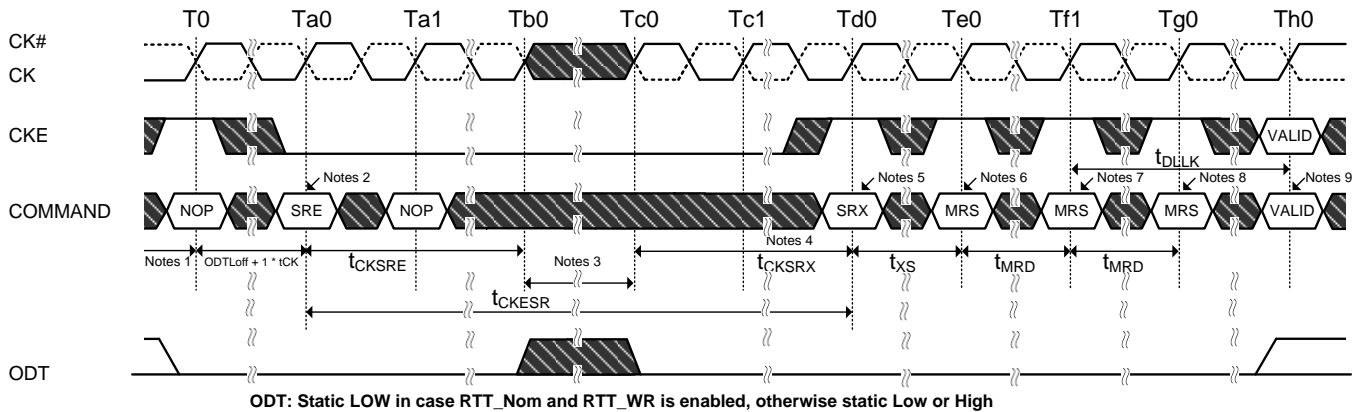 T0 Ta0 Ta1 Tb0 Tc0 Tc1 Td0 Te0 Tf1 Tg0 Th0
CK#
CK
CKE
VALID
tDLLK
Notes 2 Notes 5 Notes 6 Notes 7 Notes 8 Notes 9
COMMAND
NOP SRE NOP SRX MRS MRS MRS VALID
Notes 1 ODTLoff + 1 * tCK tCKSRE Notes 3 Notes 4 tCKSRX tXS tMRD tMRD
tCKESR
ODT
ODT: Static LOW in case RTT_Nom and RTT_WR is enabled, otherwise static Low or High